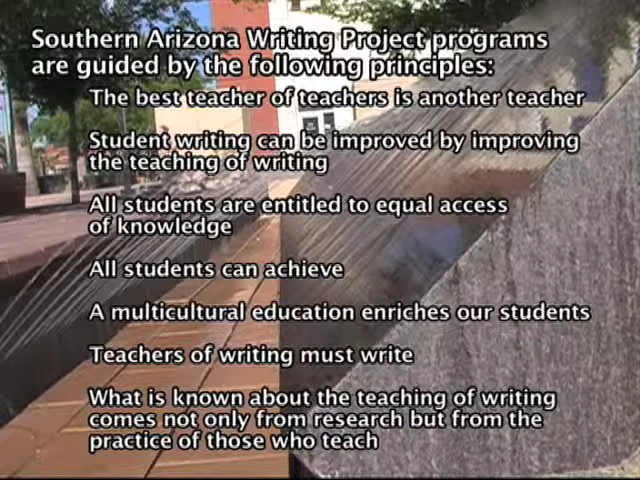 Southern Arizona Writing Project programs
are guided by the following principles:
The best teacher of teachers is another teacher
Student writing can be improved by improving
the teaching of writing
All students are entitled to equal access
of knowledge
All students can achieve
A multicultural education enriches our students
Teachers of writing must write
What is known about the teaching of writing
comes not only from research but from the
practice of those who teach